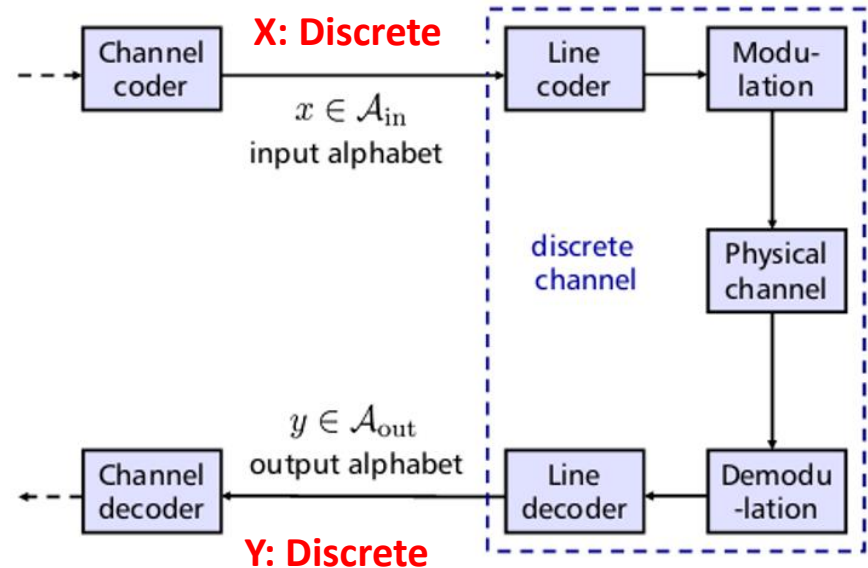 X: Discrete
Channel
coder
Line
coder
Modu-
lation
x ∈ 𝒜in
input alphabet
discrete
channel
Physical
channel
y ∈ 𝒜out
output alphabet
Channel
decoder
Line
decoder
Demodu
-lation
Y: Discrete